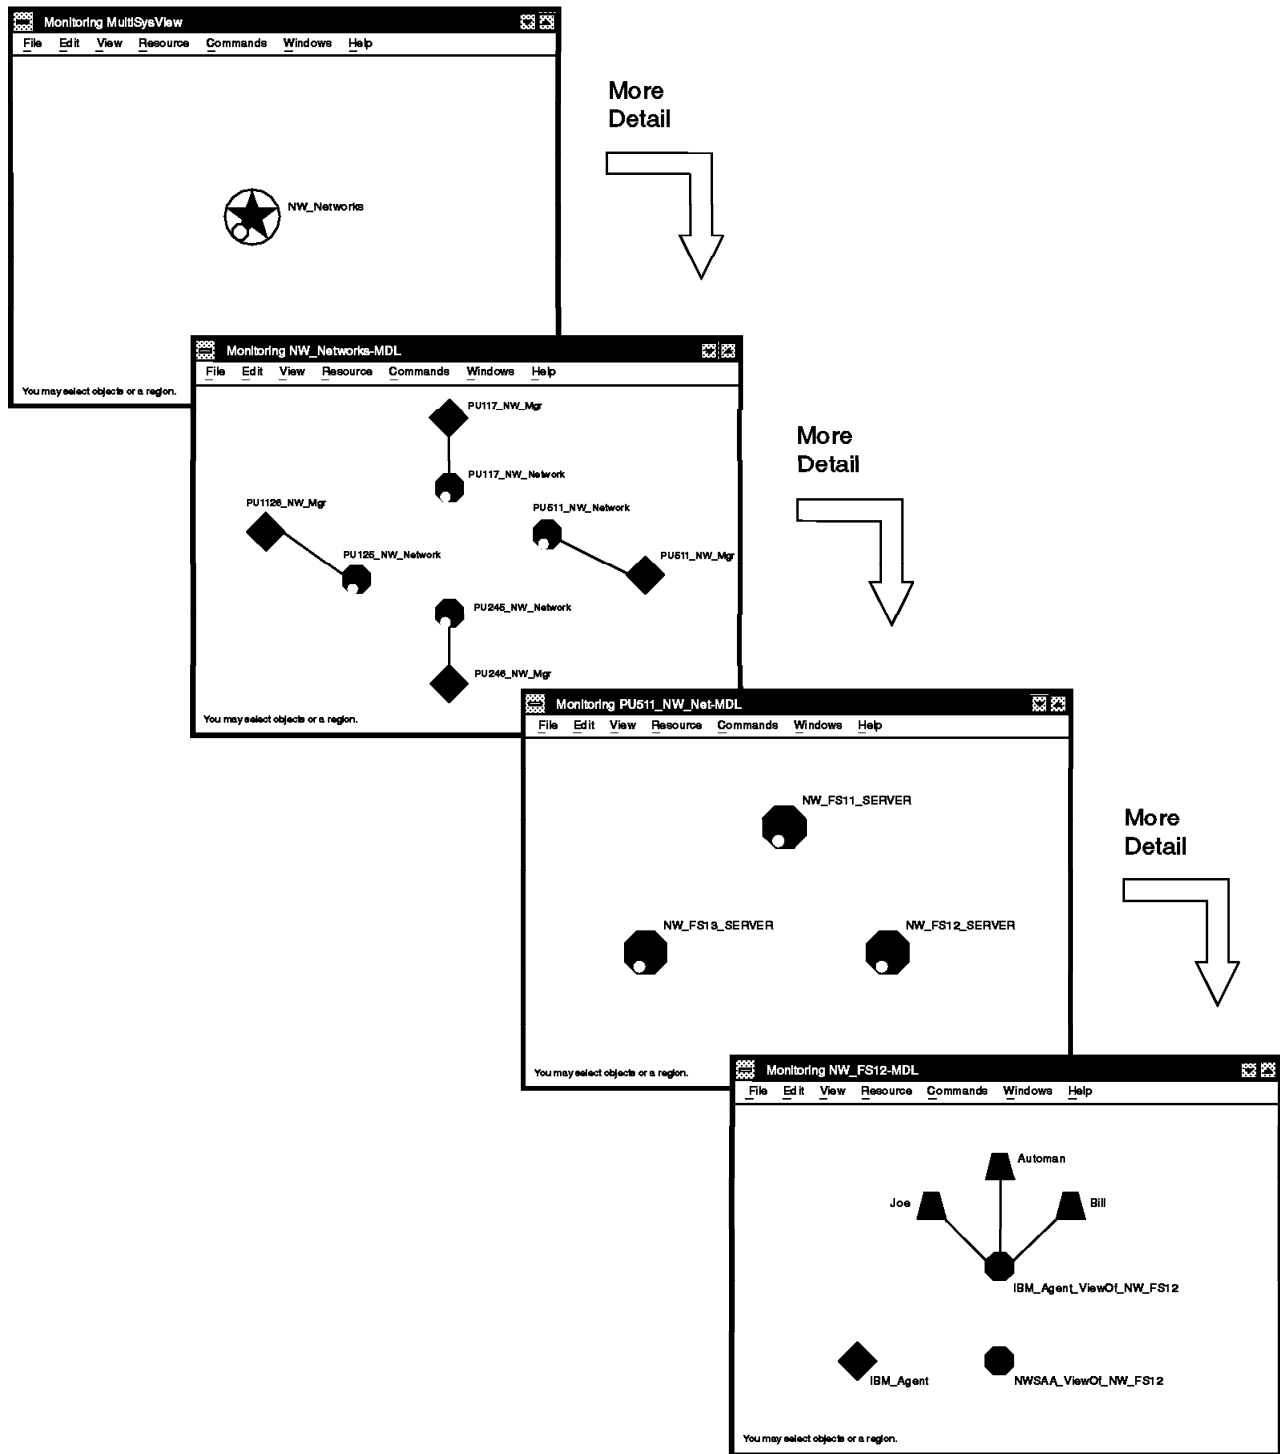 Monitoring MultiSysView
File Edit View Resource Commands Windows Help
NW_Networks
You may select objects or a region.
More
Detail
Monitoring NW_Networks-MDL
File Edit View Resource Commands Windows Help
PU117_NW_Mgr
PU117_NW_Network
PU1126_NW_Mgr
PU511_NW_Network
PU125_NW_Network
PU511_NW_Mgr
PU245_NW_Network
PU246_NW_Mgr
You may select objects or a region.
More
Detail
Monitoring PU511_NW_Net-MDL
File Edit View Resource Commands Windows Help
NW_FS11_SERVER
NW_FS13_SERVER
NW_FS12_SERVER
You may select objects or a region.
More
Detail
Monitoring NW_FS12-MDL
File Edit View Resource Commands Windows Help
Automan
Joe
Bill
IBM_Agent_ViewOf_NW_FS12
IBM_Agent
NWSAA_ViewOf_NW_FS12
You may select objects or a region.